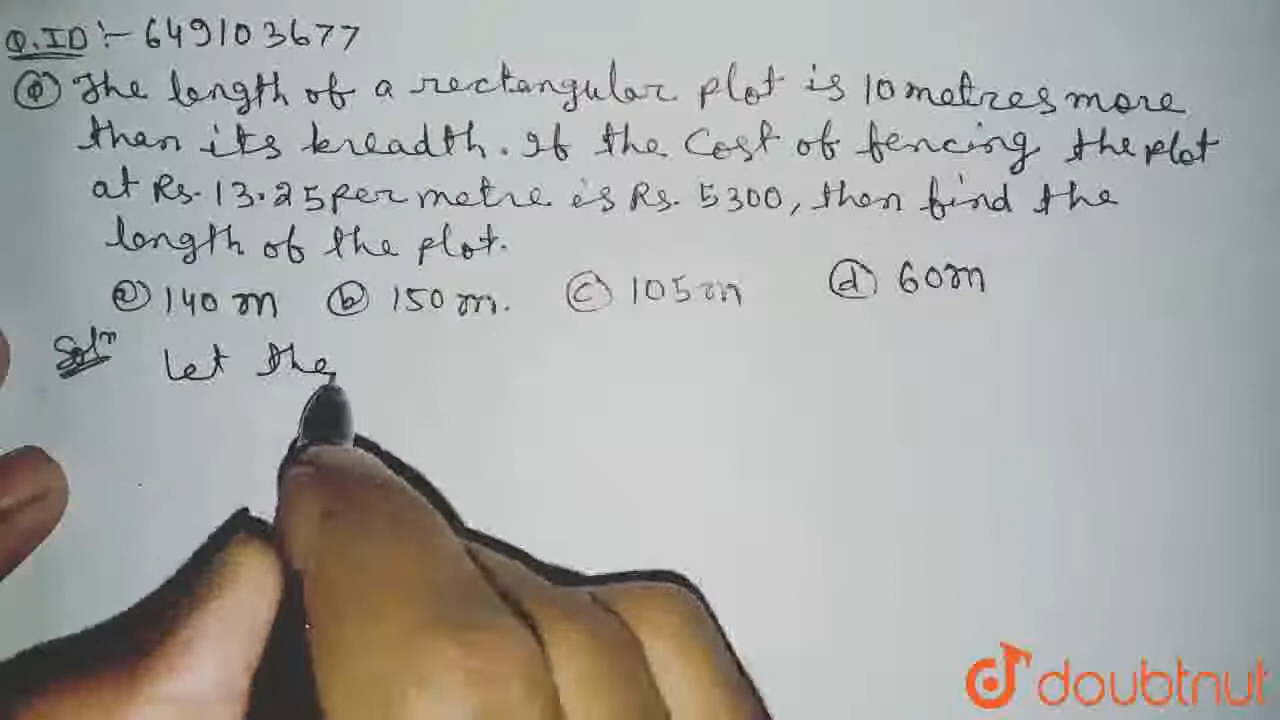 Q.ID:- 649103677
Q The length of a rectangular plot is 10 metres more
than its breadth. If the cost of fencing the plot
at Rs. 13.25 per metre is Rs. 5300, then find the
length of the plot.
a 140 m b 150 m. c 105 m d 60m
Solⁿ let the
doubtnut